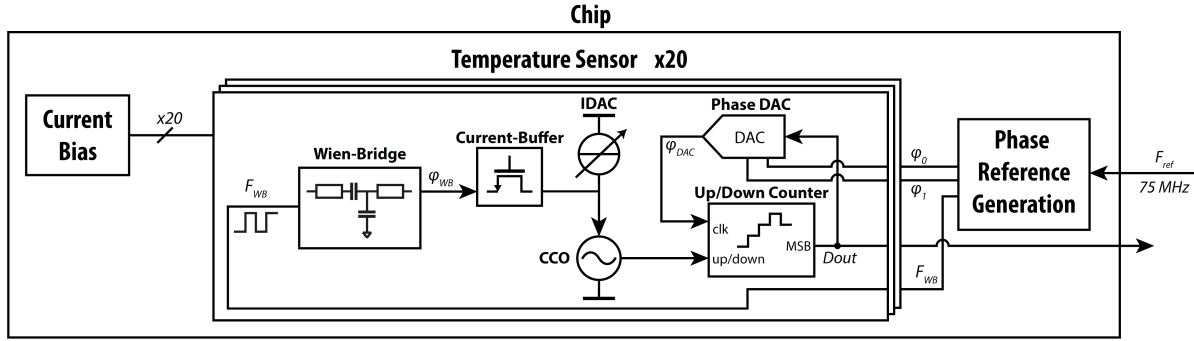 Chip
Temperature Sensor x20
Current
Bias
x20
Wien-Bridge
F_WB
φ_WB
Current-Buffer
IDAC
CCO
Phase DAC
DAC
φ_DAC
Up/Down Counter
clk
up/down
MSB
Dout
φ_0
φ_1
F_WB
Phase
Reference
Generation
F_ref
75 MHz